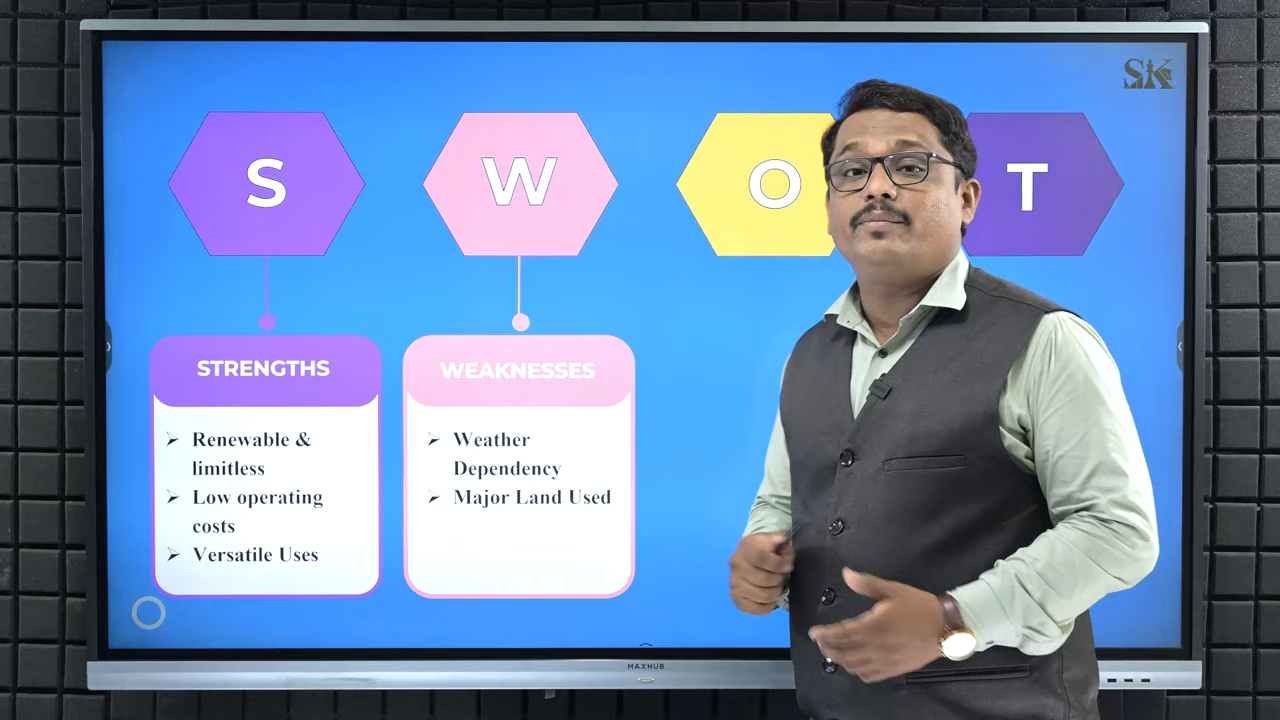 SK
S W O T
STRENGTHS
Renewable &
limitless
Low operating
costs
Versatile Uses
WEAKNESSES
Weather
Dependency
Major Land Used
MAXHUB